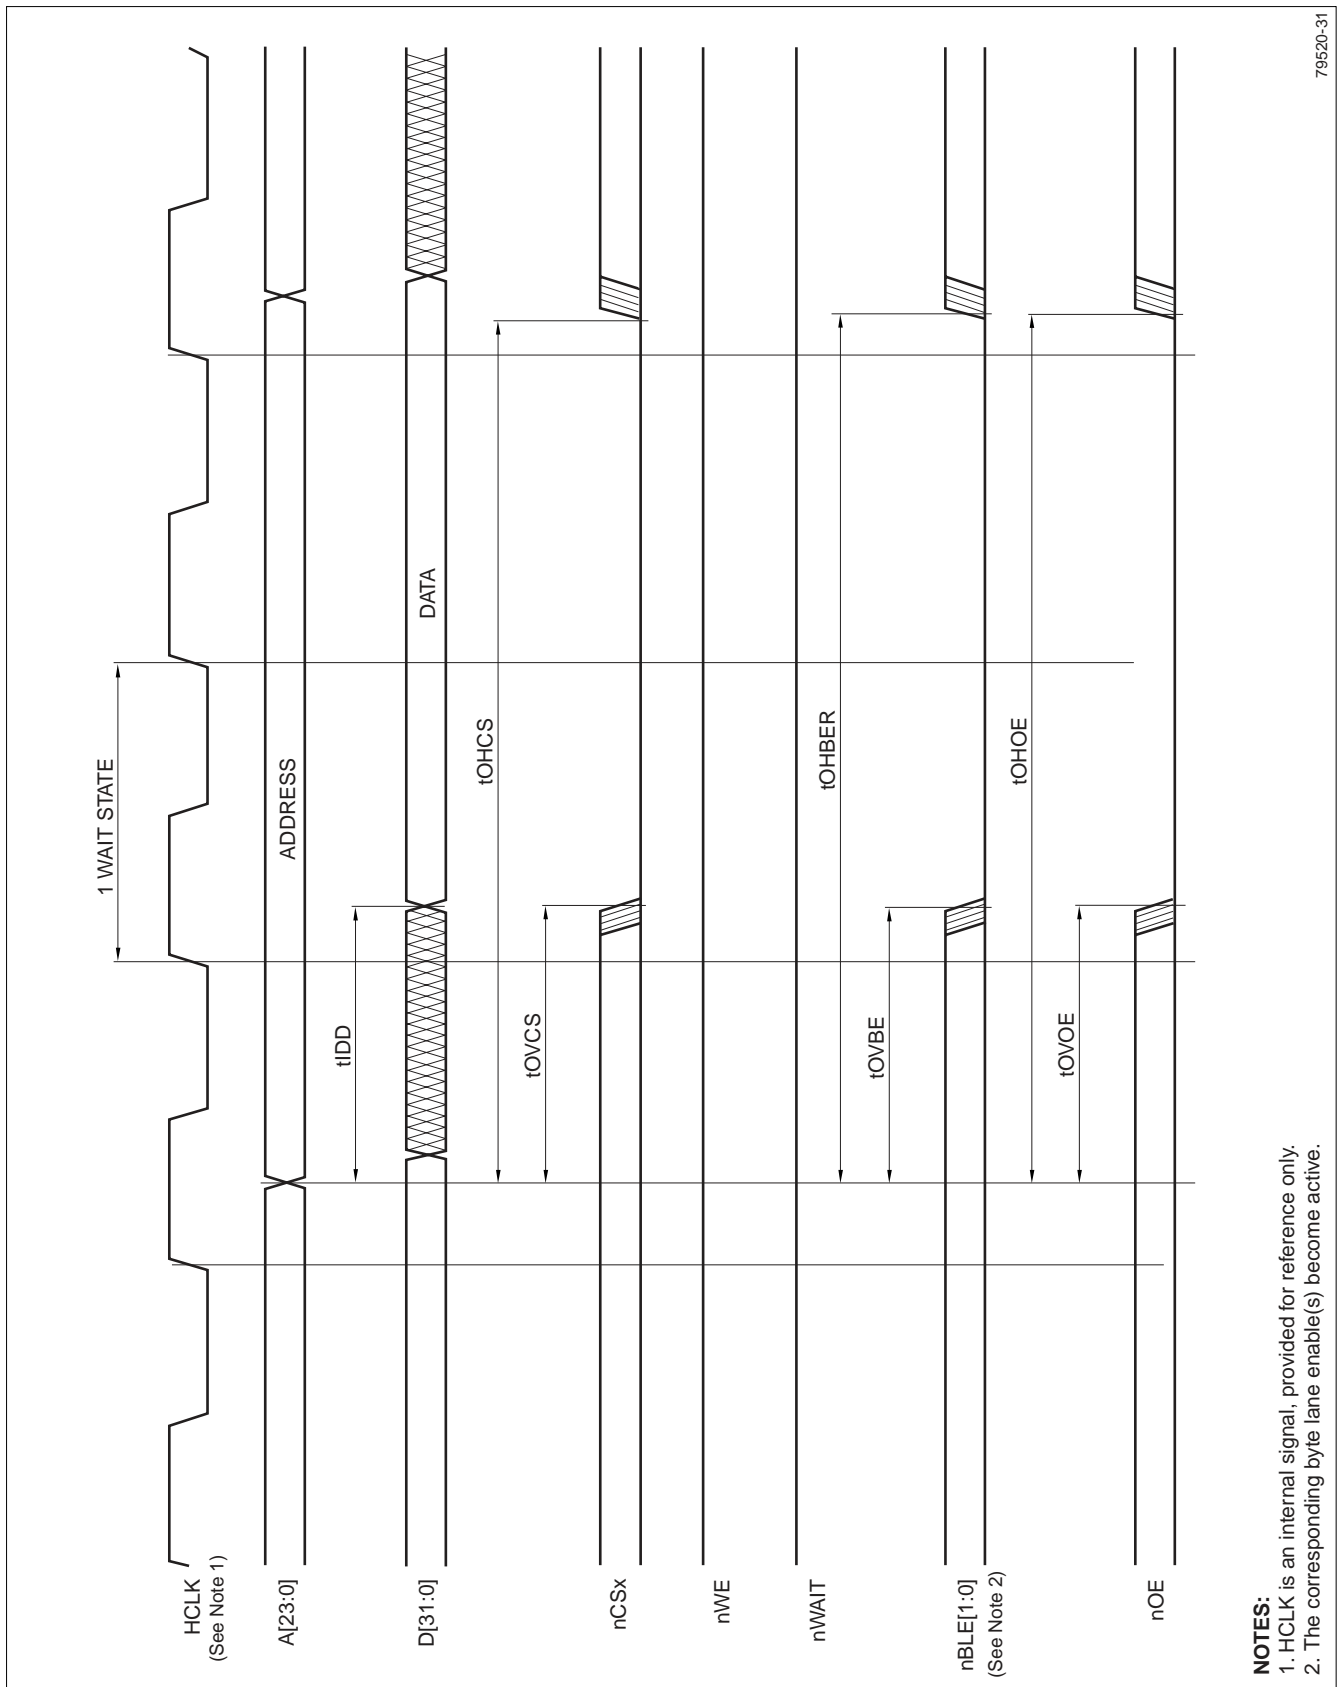 1 WAIT STATE
HCLK
(See Note 1)
A[23:0]
ADDRESS
tIDD
D[31:0]
DATA
tOHCS
tOVCS
nCSx
nWE
nWAIT
tOHBER
tOVBE
nBLE[1:0]
(See Note 2)
tOHOE
tOVOE
nOE
NOTES:
1. HCLK is an internal signal, provided for reference only.
2. The corresponding byte lane enable(s) become active.
79520-31